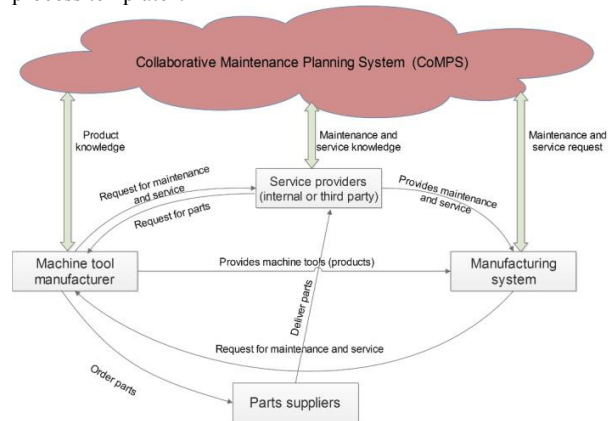 process template .
Collaborative Maintenance Planning System (CoMPS)
Product
knowledge
Maintenance and
service knowledge
Maintenance and
service request
Request for maintenance
and service
Request for parts
Service providers
(internal or third party)
Provides maintenance
and service
Machine tool
manufacturer
Provides machine tools (products)
Manufacturing
system
Deliver parts
Request for maintenance and service
Order parts
Parts suppliers